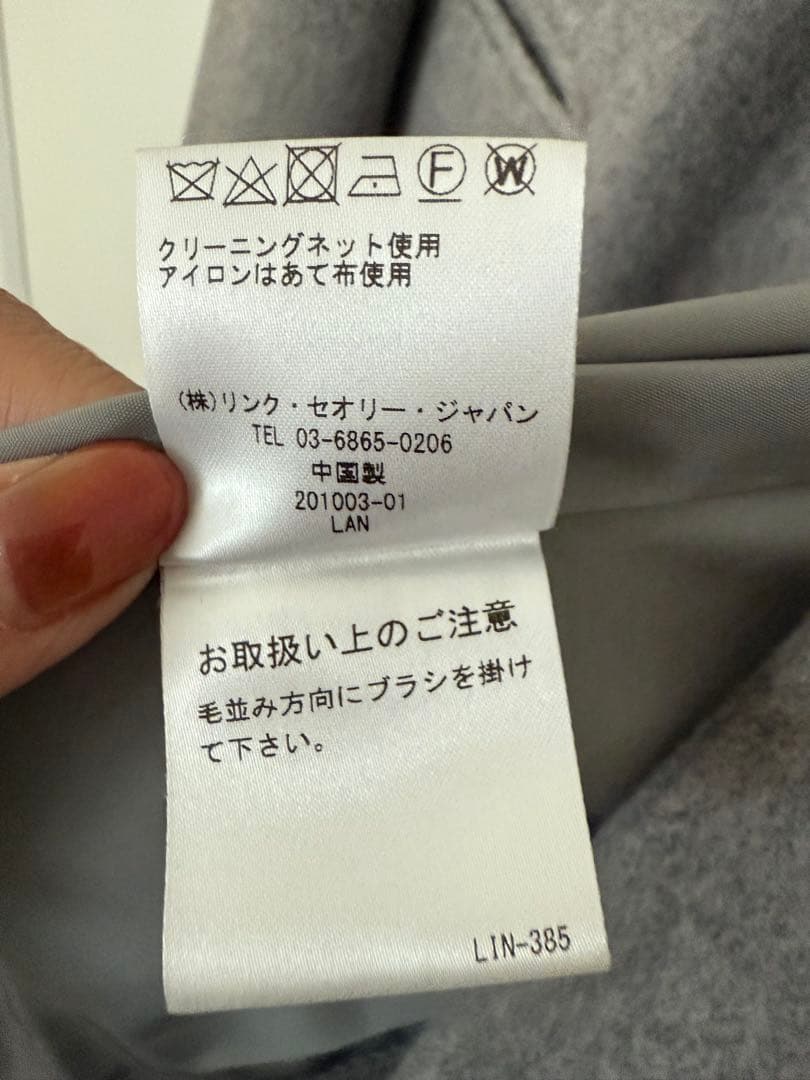 F W
クリーニングネット使用
アイロンはあて布使用
(株)リンク・セオリー・ジャパン
TEL 03-6865-0206
中国製
201003-01
LAN
お取扱い上のご注意
毛並み方向にブラシを掛け
て下さい。
LIN-385